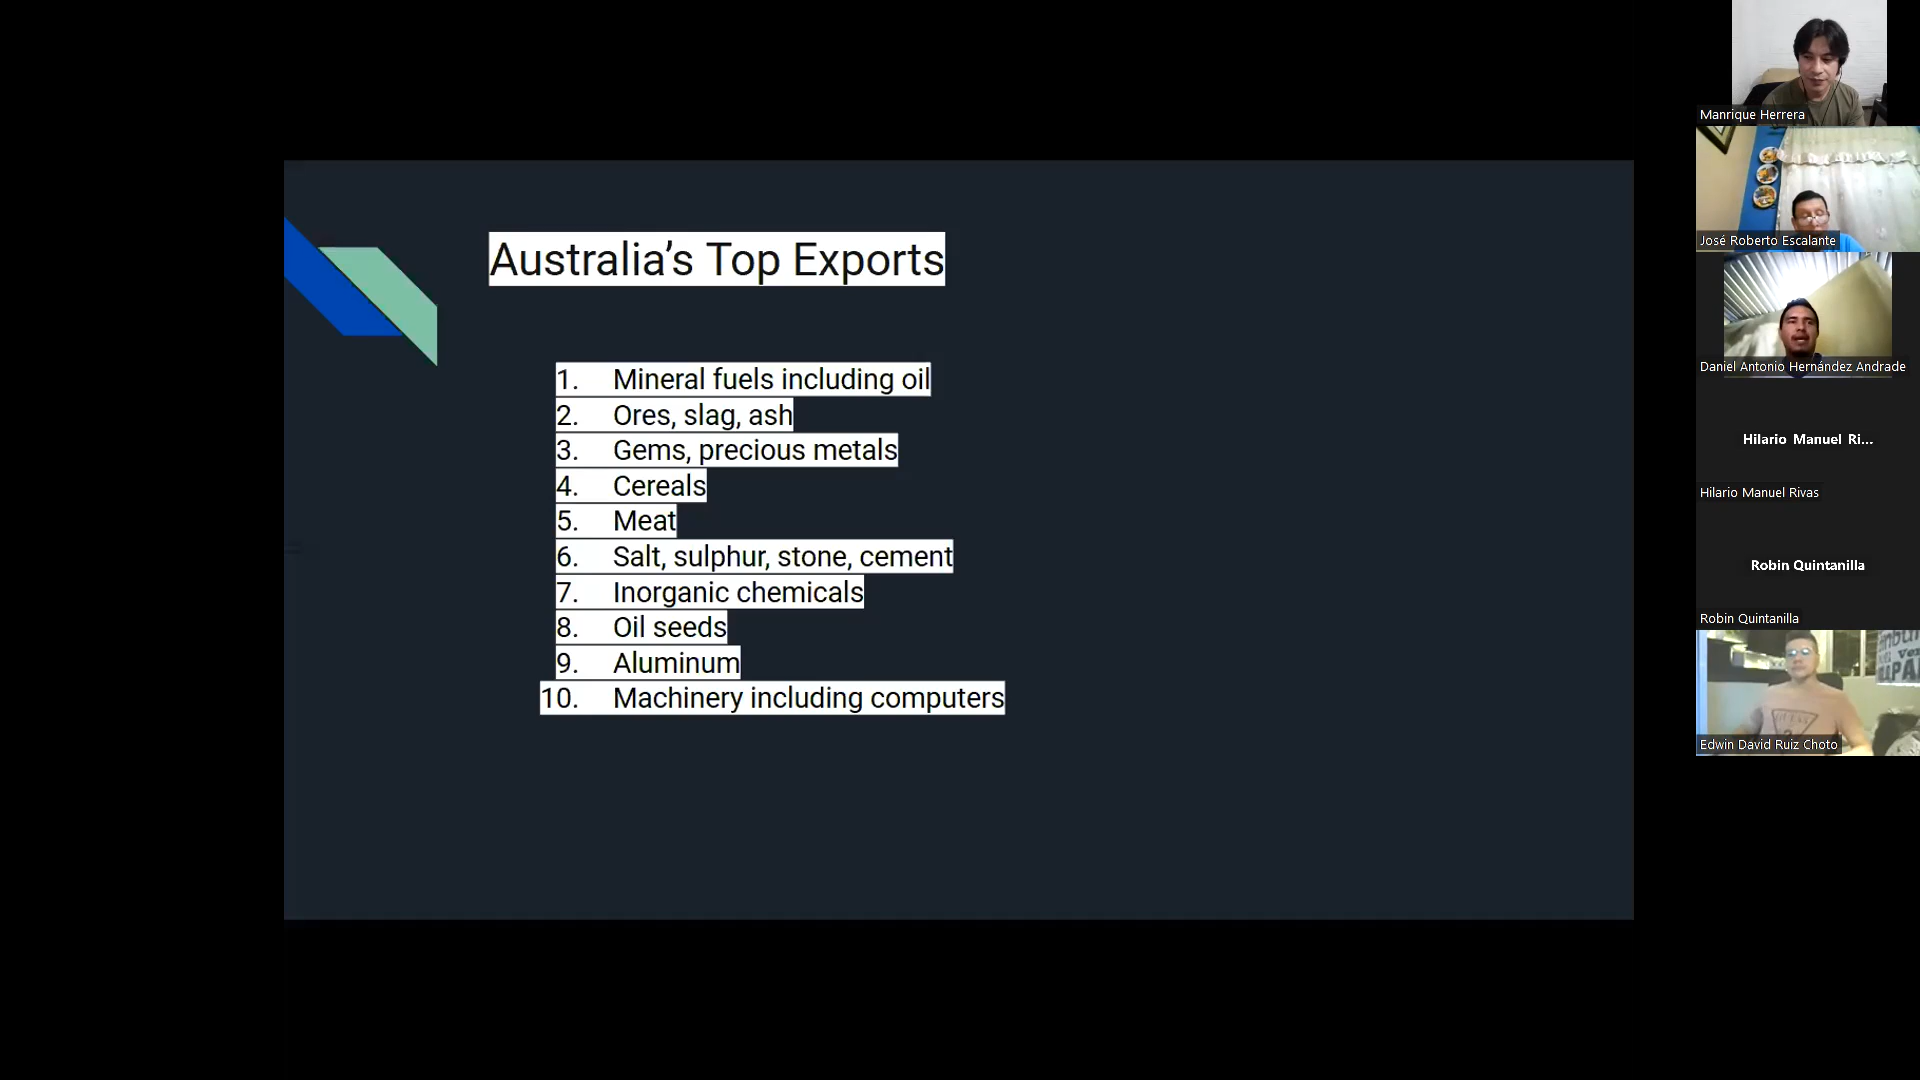 Australia’s Top Exports
1. Mineral fuels including oil
2. Ores, slag, ash
3. Gems, precious metals
4. Cereals
5. Meat
6. Salt, sulphur, stone, cement
7. Inorganic chemicals
8. Oil seeds
9. Aluminum
10. Machinery including computers
Manrique Herrera
José Roberto Escalante
Daniel Antonio Hernández Andrade
Hilario Manuel Ri...
Hilario Manuel Rivas
Robin Quintanilla
Robin Quintanilla
GUESS
Edwin David Ruiz Choto